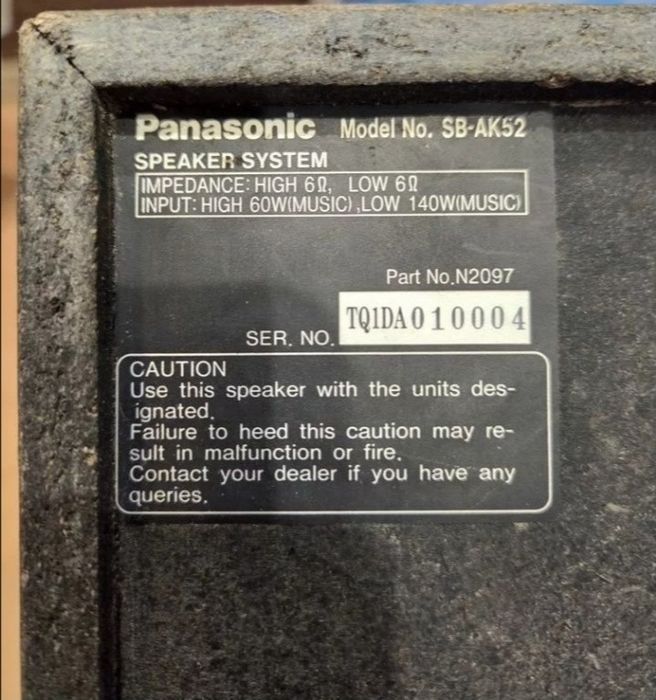 Panasonic Model No. SB-AK52
SPEAKER SYSTEM
IMPEDANCE: HIGH 6Ω, LOW 6Ω
INPUT: HIGH 60W(MUSIC),LOW 140W(MUSIC)
Part No.N2097
SER. NO. TQ1DA010004
CAUTION
Use this speaker with the units des-
ignated.
Failure to heed this caution may re-
sult in malfunction or fire.
Contact your dealer if you have any
queries.